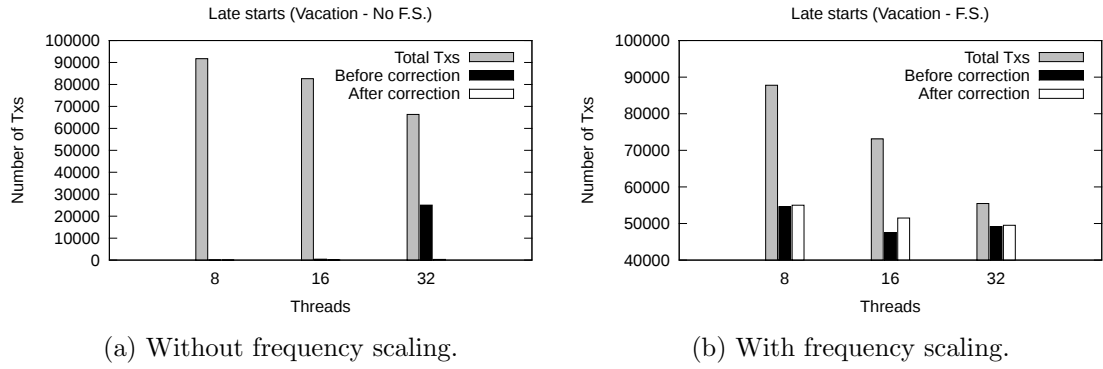 Late starts (Vacation - No F.S.)
100000
90000
80000
70000
60000
50000
40000
30000
20000
10000
0
Number of Txs
Total Txs
Before correction
After correction
8 16 32
Threads
(a) Without frequency scaling.
Late starts (Vacation - F.S.)
100000
90000
80000
70000
60000
50000
40000
Number of Txs
Total Txs
Before correction
After correction
8 16 32
Threads
(b) With frequency scaling.